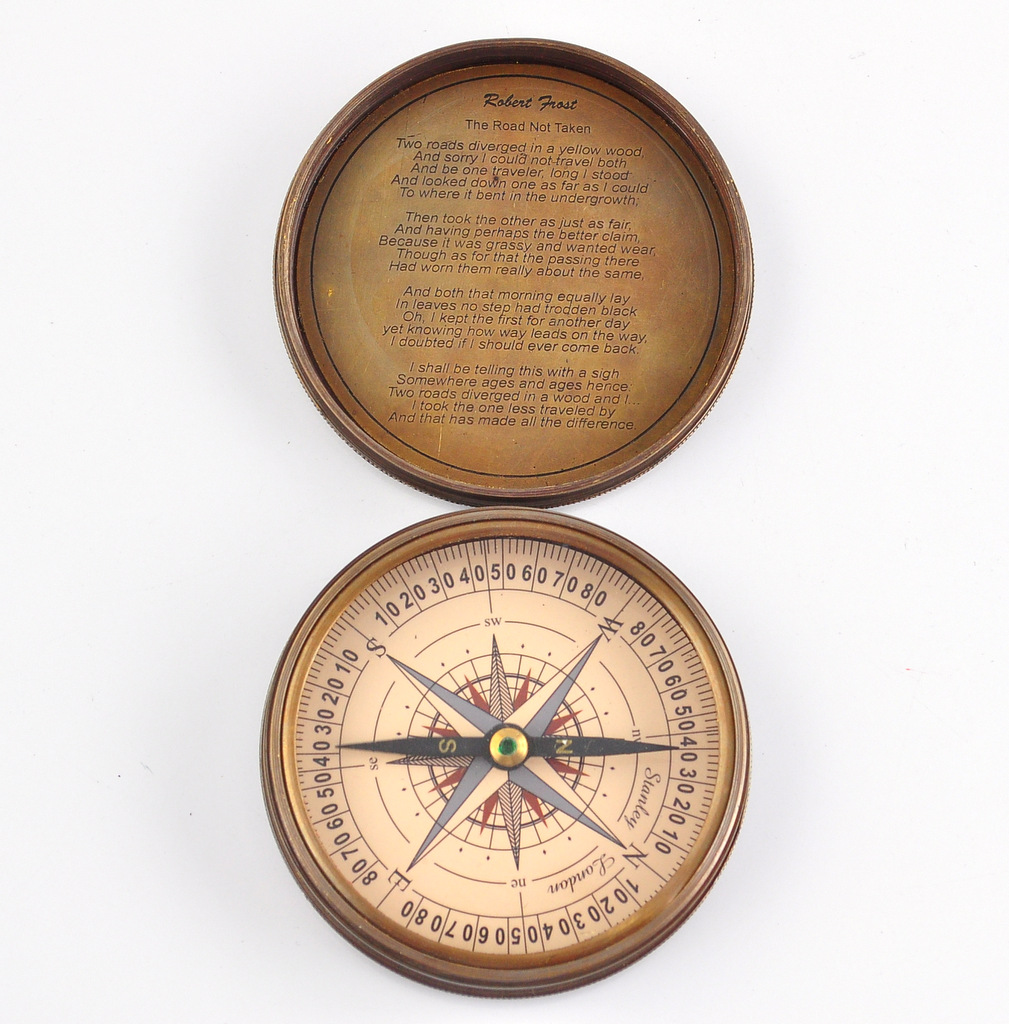 Robert Frost
The Road Not Taken
Two roads diverged in a yellow wood,
And sorry I could not travel both
And be one traveler, long I stood
And looked down one as far as I could
To where it bent in the undergrowth;
Then took the other as just as fair,
And having perhaps the better claim,
Because it was grassy and wanted wear,
Though as for that the passing there
Had worn them really about the same,
And both that morning equally lay
In leaves no step had trodden black
Oh, I kept the first for another day
yet knowing how way leads on the way,
I doubted if I should ever come back.
I shall be telling this with a sigh
Somewhere ages and ages hence:
Two roads diverged in a wood and I...
I took the one less traveled by
And that has made all the difference.
S 10 20 30 40 50 60 70 80 W
80 70 60 50 40 30 20 10 N
10 20 30 40 50 60 70 80 E
80 70 60 50 40 30 20 10
sw
nw
ne
se
S N
Stanley
London